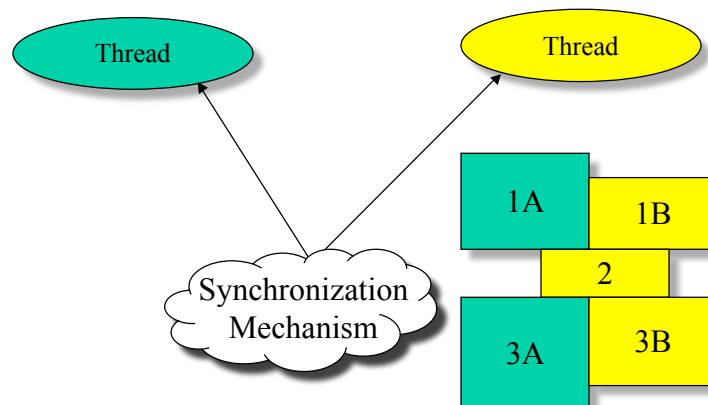 Thread
Thread
1A
1B
2
Synchronization
Mechanism
3A
3B